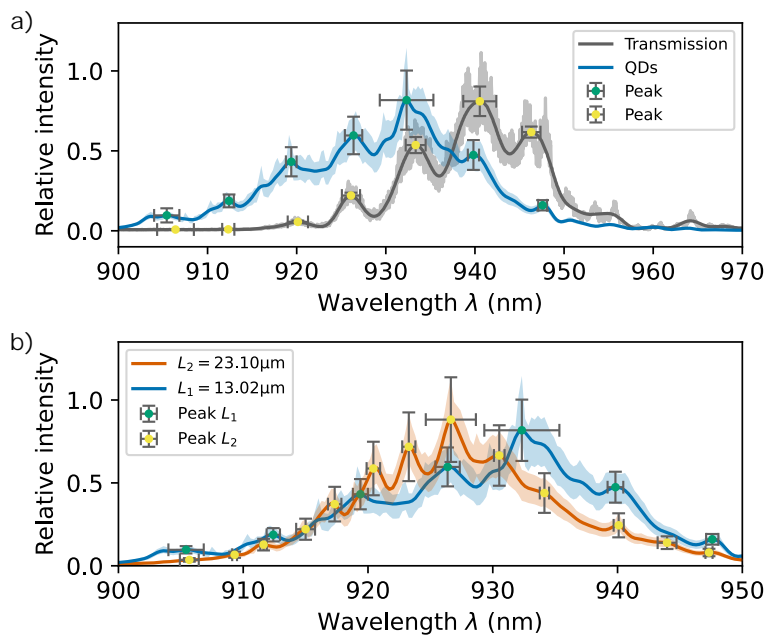 a)
Relative intensity
1.0
0.5
0.0
Transmission
QDs
Peak
Peak
900 910 920 930 940 950 960 970
Wavelength λ (nm)
b)
Relative intensity
1.0
0.5
0.0
L₂ = 23.10μm
L₁ = 13.02μm
Peak L₁
Peak L₂
900 910 920 930 940 950
Wavelength λ (nm)